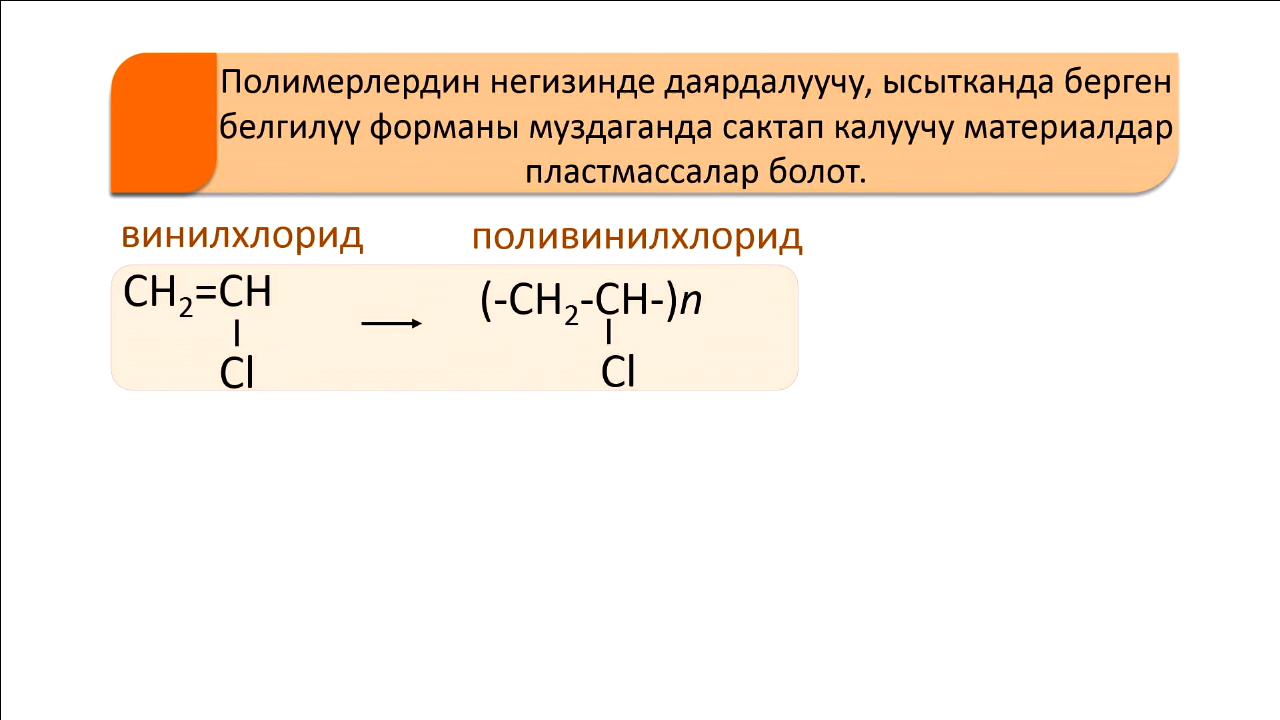 Полимерлердин негизинде даярдалуучу, ысытканда берген
белгилүү форманы муздаганда сактап калуучу материалдар
пластмассалар болот.
винилхлорид поливинилхлорид
CH₂=CH (-CH₂-CH-)n
Cl Cl